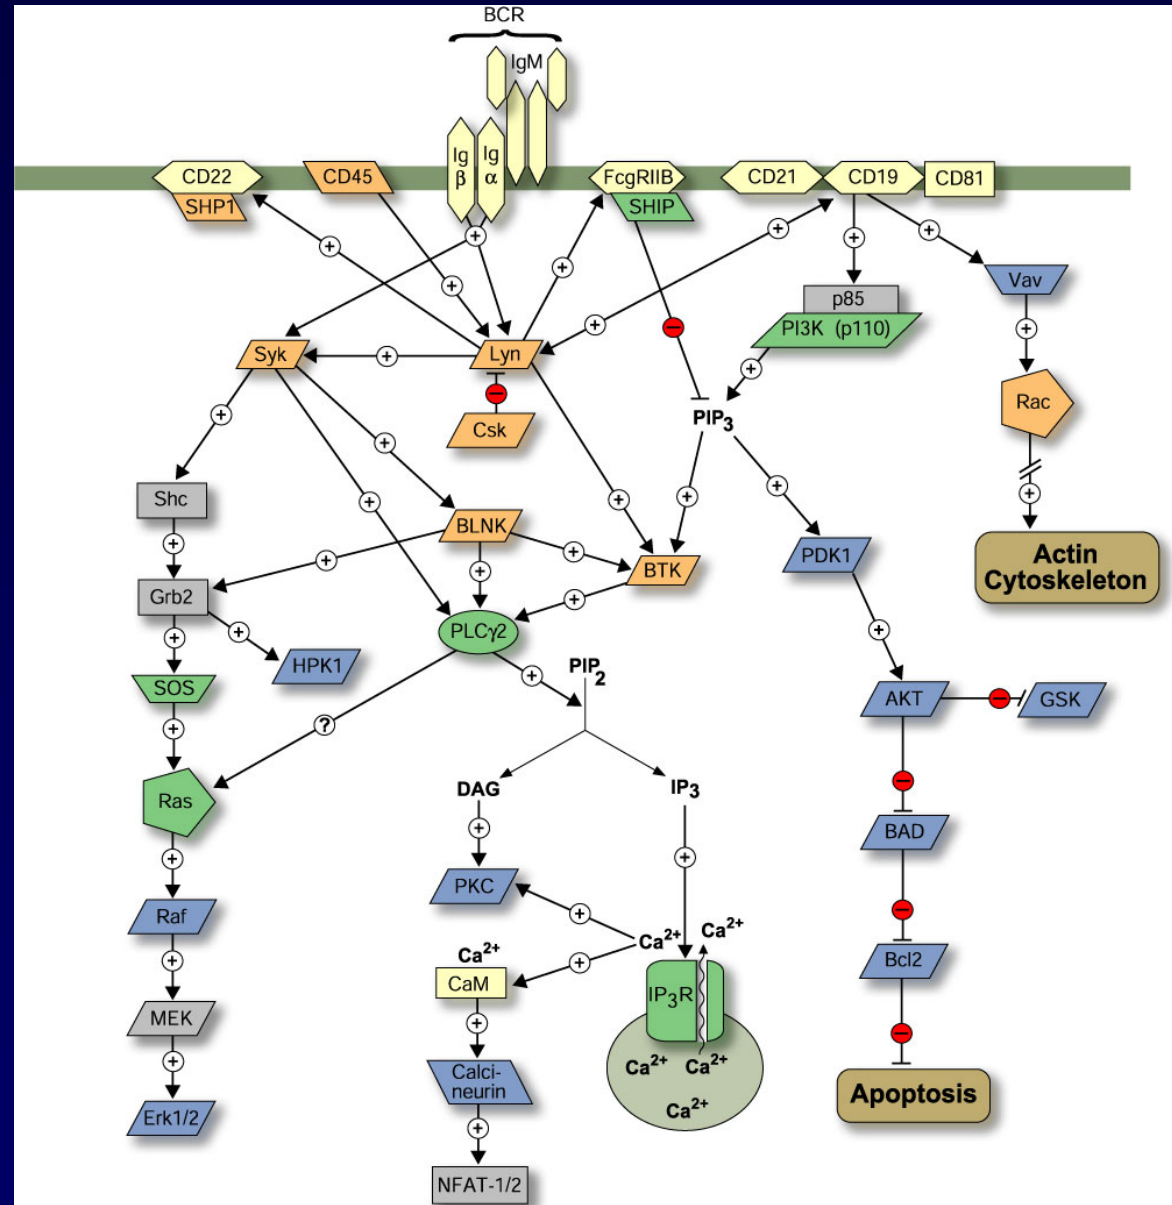 BCR
IgM
Ig β
Ig α
CD22
SHP1
CD45
FcgRIIB
SHIP
CD21
CD19
CD81
+
+
+
+
+
+
+
Vav
p85
PI3K (p110)
+
−
+
Syk
+
Lyn
−
Csk
+
PIP3
Rac
+
+
+
+
+
+
+
Shc
BLNK
+
+
+
+
BTK
PDK1
Actin
Cytoskeleton
Grb2
+
+
+
PLCγ2
HPK1
PIP2
+
+
SOS
+
?
AKT
−
GSK
Ras
DAG
IP3
−
+
+
+
BAD
PKC
Raf
+
Ca2+
Ca2+
−
+
Ca2+
+
Bcl2
CaM
IP3R
MEK
+
−
+
Calci-
neurin
Ca2+
Ca2+
Ca2+
Apoptosis
Erk1/2
+
NFAT-1/2